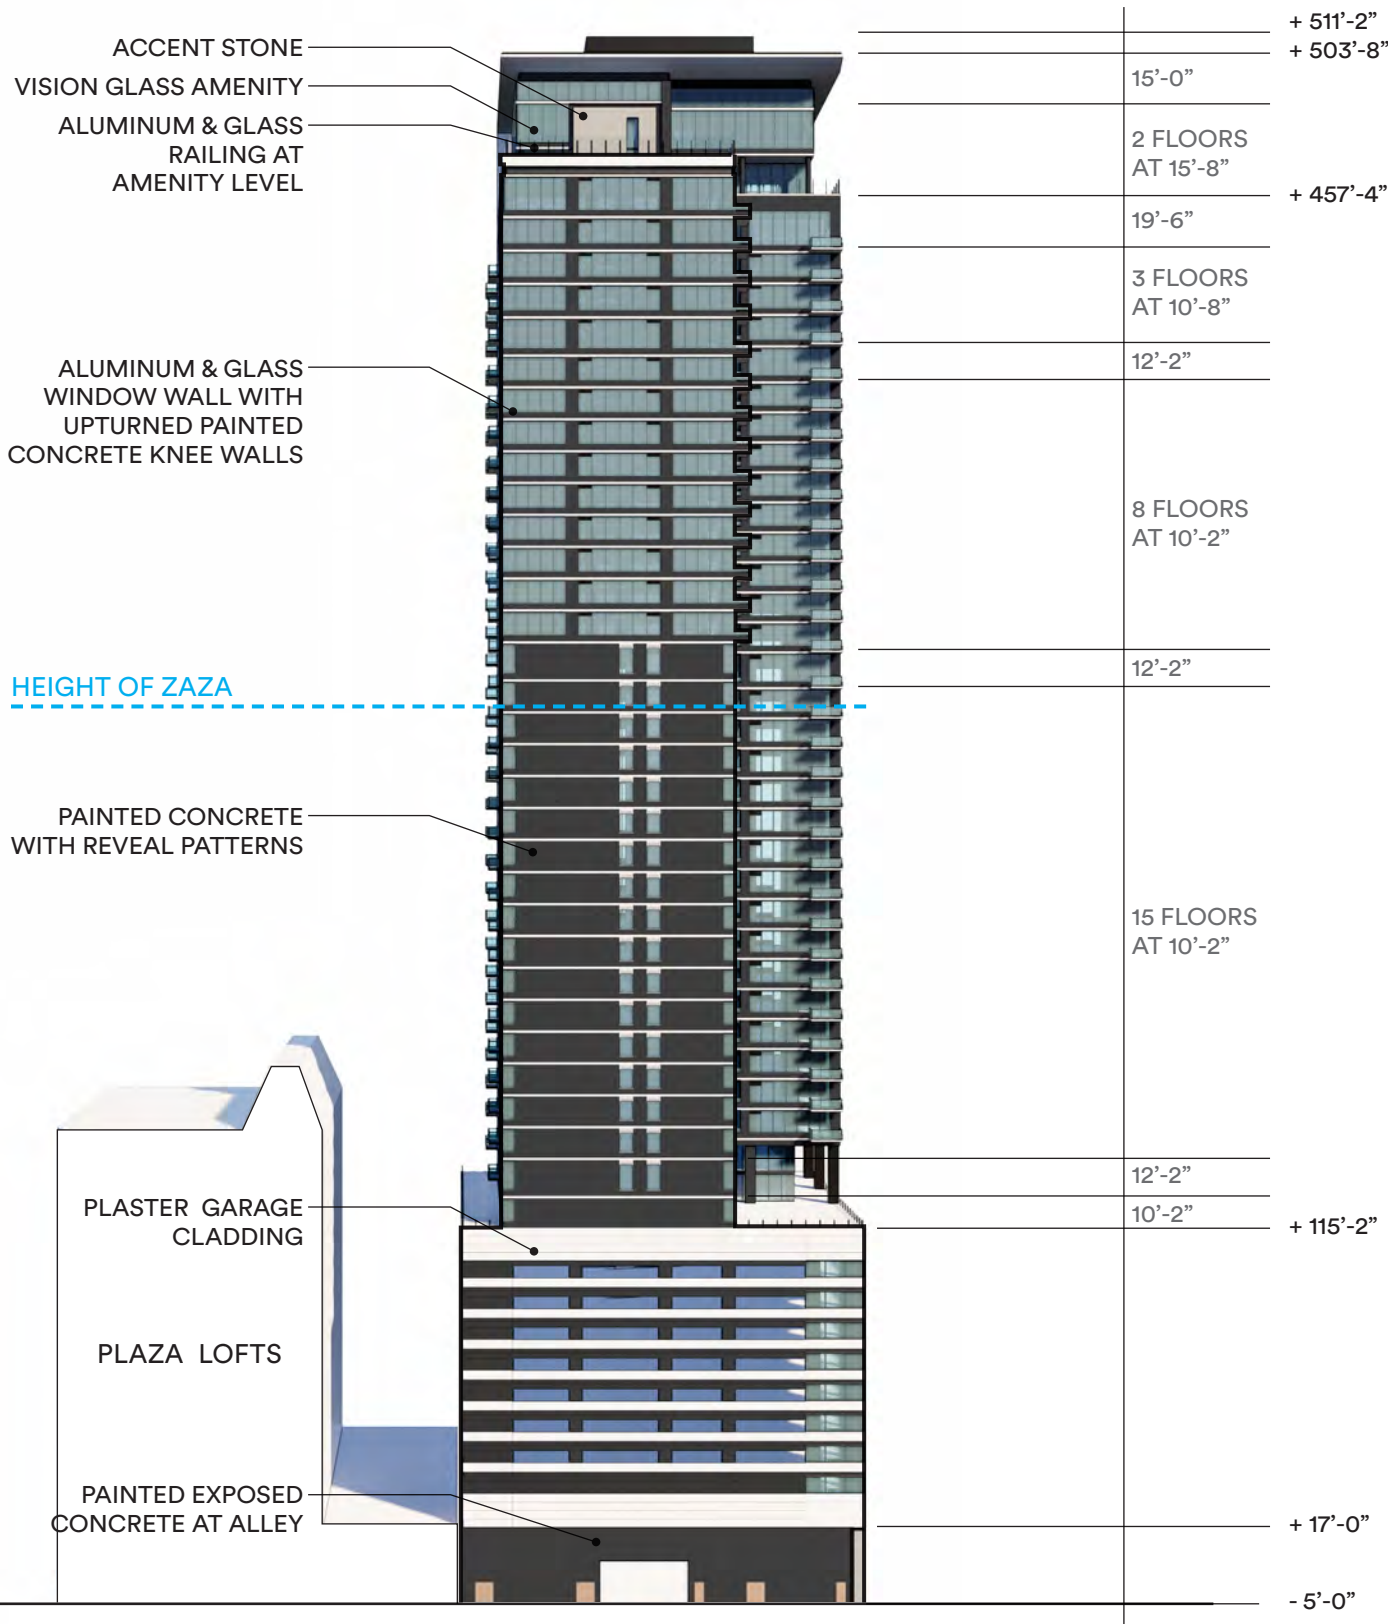 ACCENT STONE
VISION GLASS AMENITY
ALUMINUM & GLASS
RAILING AT
AMENITY LEVEL
ALUMINUM & GLASS
WINDOW WALL WITH
UPTURNED PAINTED
CONCRETE KNEE WALLS
HEIGHT OF ZAZA
PAINTED CONCRETE
WITH REVEAL PATTERNS
PLASTER GARAGE
CLADDING
PLAZA LOFTS
PAINTED EXPOSED
CONCRETE AT ALLEY
+ 511’-2”
+ 503’-8”
15’-0”
2 FLOORS
AT 15’-8”
+ 457’-4”
19’-6”
3 FLOORS
AT 10’-8”
12’-2”
8 FLOORS
AT 10’-2”
12’-2”
15 FLOORS
AT 10’-2”
12’-2”
10’-2”
+ 115’-2”
+ 17’-0”
- 5’-0”